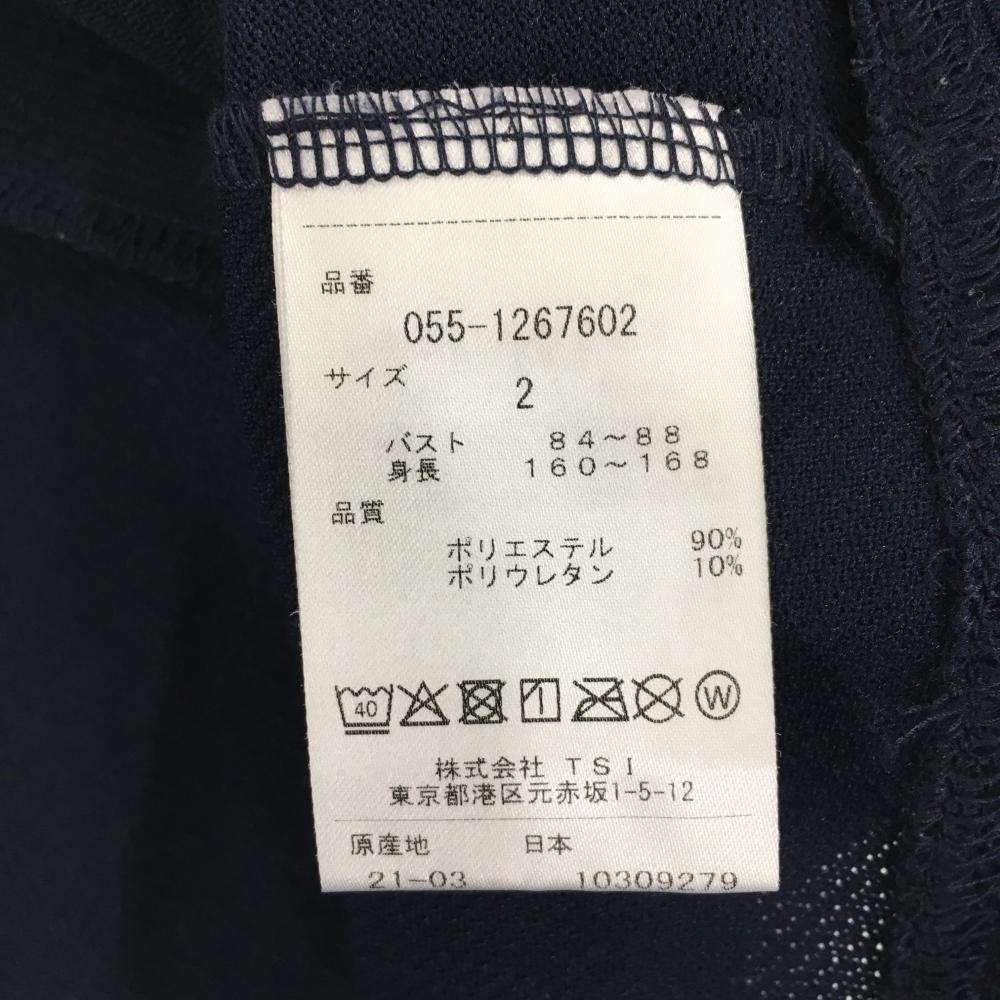 品番
055-1267602
サイズ
2
バスト 84～88
身長 160～168
品質
ポリエステル 90%
ポリウレタン 10%
40 W
株式会社 TSI
東京都港区元赤坂1-5-12
原産地 日本
21-03 10309279